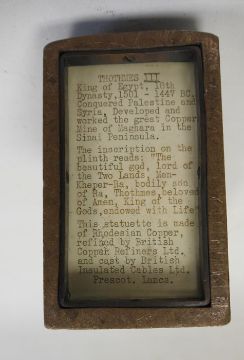 THOTHMES III
King of Egypt, 18th
Dynasty,1501 - 1447 BC.
Conquered Palestine and
Syria, Developed and
worked the great Copper
Mine of Maghara in the
Sinai Peninsula.
The inscription on the
plinth reads: "The
beautiful god, lord of
the Two Lands, Men-
Kheper-Ra, bodily son
of Ra, Thothmes,beloved
of Amen, King of the
Gods,endowed with Life"
This statuette is made
of Rhodesian Copper,
refined by British
Copper Refiners Ltd.
and cast by British
Insulated Cables Ltd.
Prescot, Lancs.